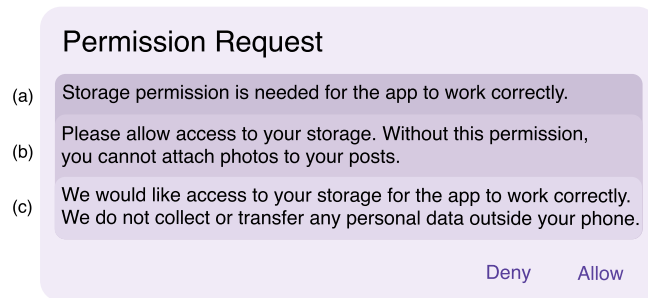 Permission Request
(a) Storage permission is needed for the app to work correctly.
(b) Please allow access to your storage. Without this permission,
you cannot attach photos to your posts.
(c) We would like access to your storage for the app to work correctly.
We do not collect or transfer any personal data outside your phone.
Deny Allow